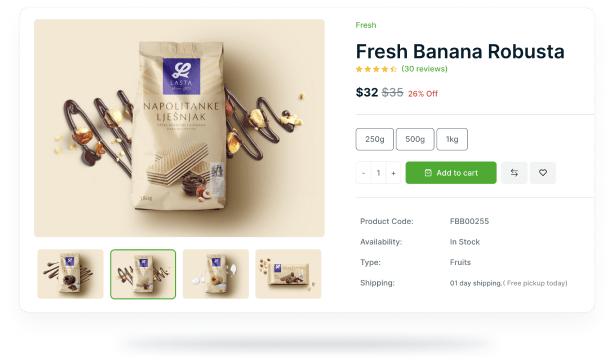 Fresh
Fresh Banana Robusta
(30 reviews)
$32 $35 26% Off
250g 500g 1kg
- 1 + Add to cart
Product Code: FBB00255
Availability: In Stock
Type: Fruits
Shipping: 01 day shipping.( Free pickup today)
LASTA
NAPOLITANKE
LJEŠNJAK